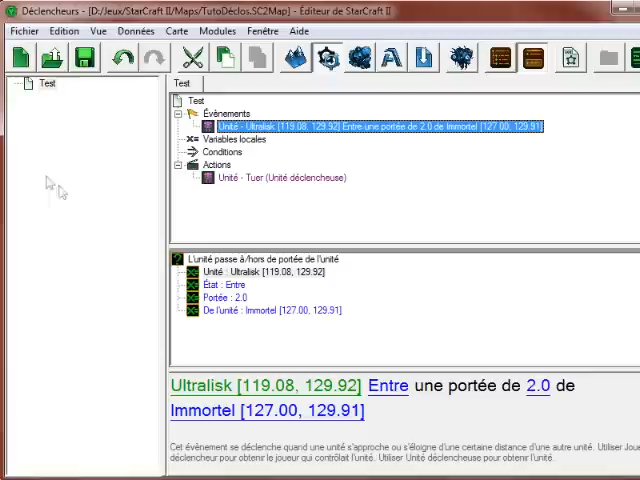 Déclencheurs - [D:/Jeux/StarCraft II/Maps/TutoDéclos.SC2Map] - Éditeur de StarCraft II
Fichier Edition Vue Données Carte Modules Fenêtre Aide
Test
Test
Test
Évènements
Unité - Ultralisk [119.08, 129.92] Entre une portée de 2.0 de Immortel [127.00, 129.91]
Variables locales
Conditions
Actions
Unité - Tuer (Unité déclencheuse)
L'unité passe à/hors de portée de l'unité
Unité : Ultralisk [119.08, 129.92]
État : Entre
Portée : 2.0
De l'unité : Immortel [127.00, 129.91]
Ultralisk [119.08, 129.92] Entre une portée de 2.0 de
Immortel [127.00, 129.91]
Cet évènement se déclenche quand une unité s'approche ou s'éloigne d'une certaine distance d'une autre unité. Utiliser Jou
déclencheur pour obtenir le joueur qui contrôlait l'unité. Utiliser Unité déclencheuse pour obtenir l'unité.